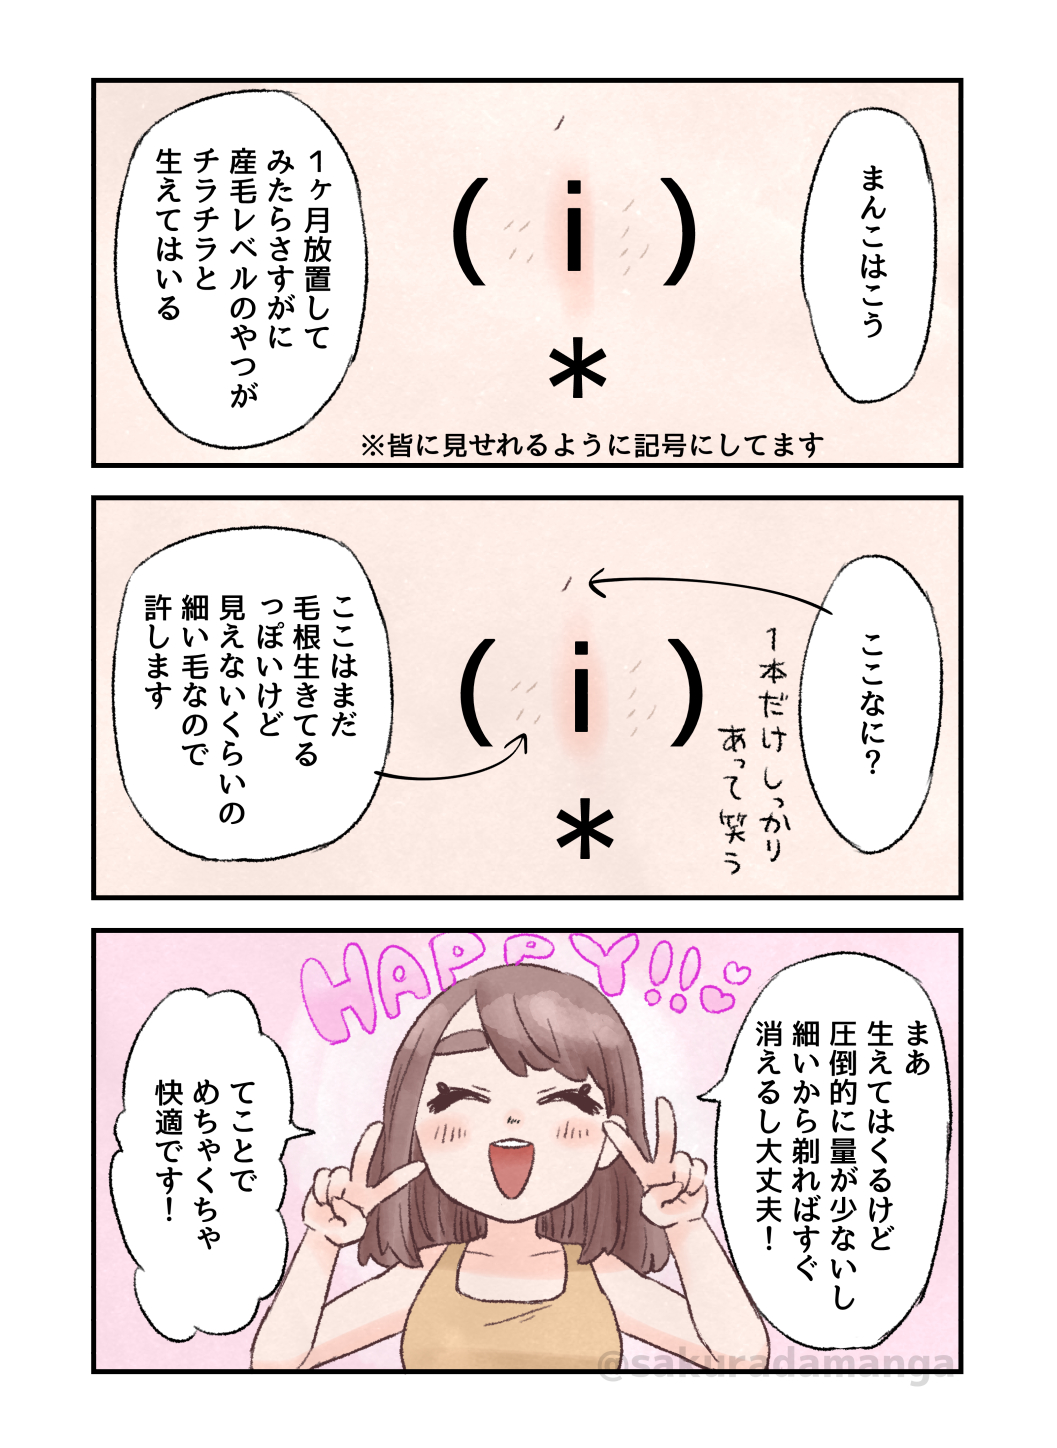 まんこはこう
( i )
*
1ヶ月放置して
みたらさすがに
産毛レベルのやつが
チラチラと
生えてはいる
※皆に見せれるように記号にしてます
ここなに?
1本だけしっかり
あって笑う
( i )
*
ここはまだ
毛根生きてる
っぽいけど
見えないくらいの
細い毛なので
許します
HAPPY!!
まあ
生えてはくるけど
圧倒的に量が少ないし
細いから剃ればすぐ
消えるし大丈夫!
てことで
めちゃくちゃ
快適です!
@sakuradamanga